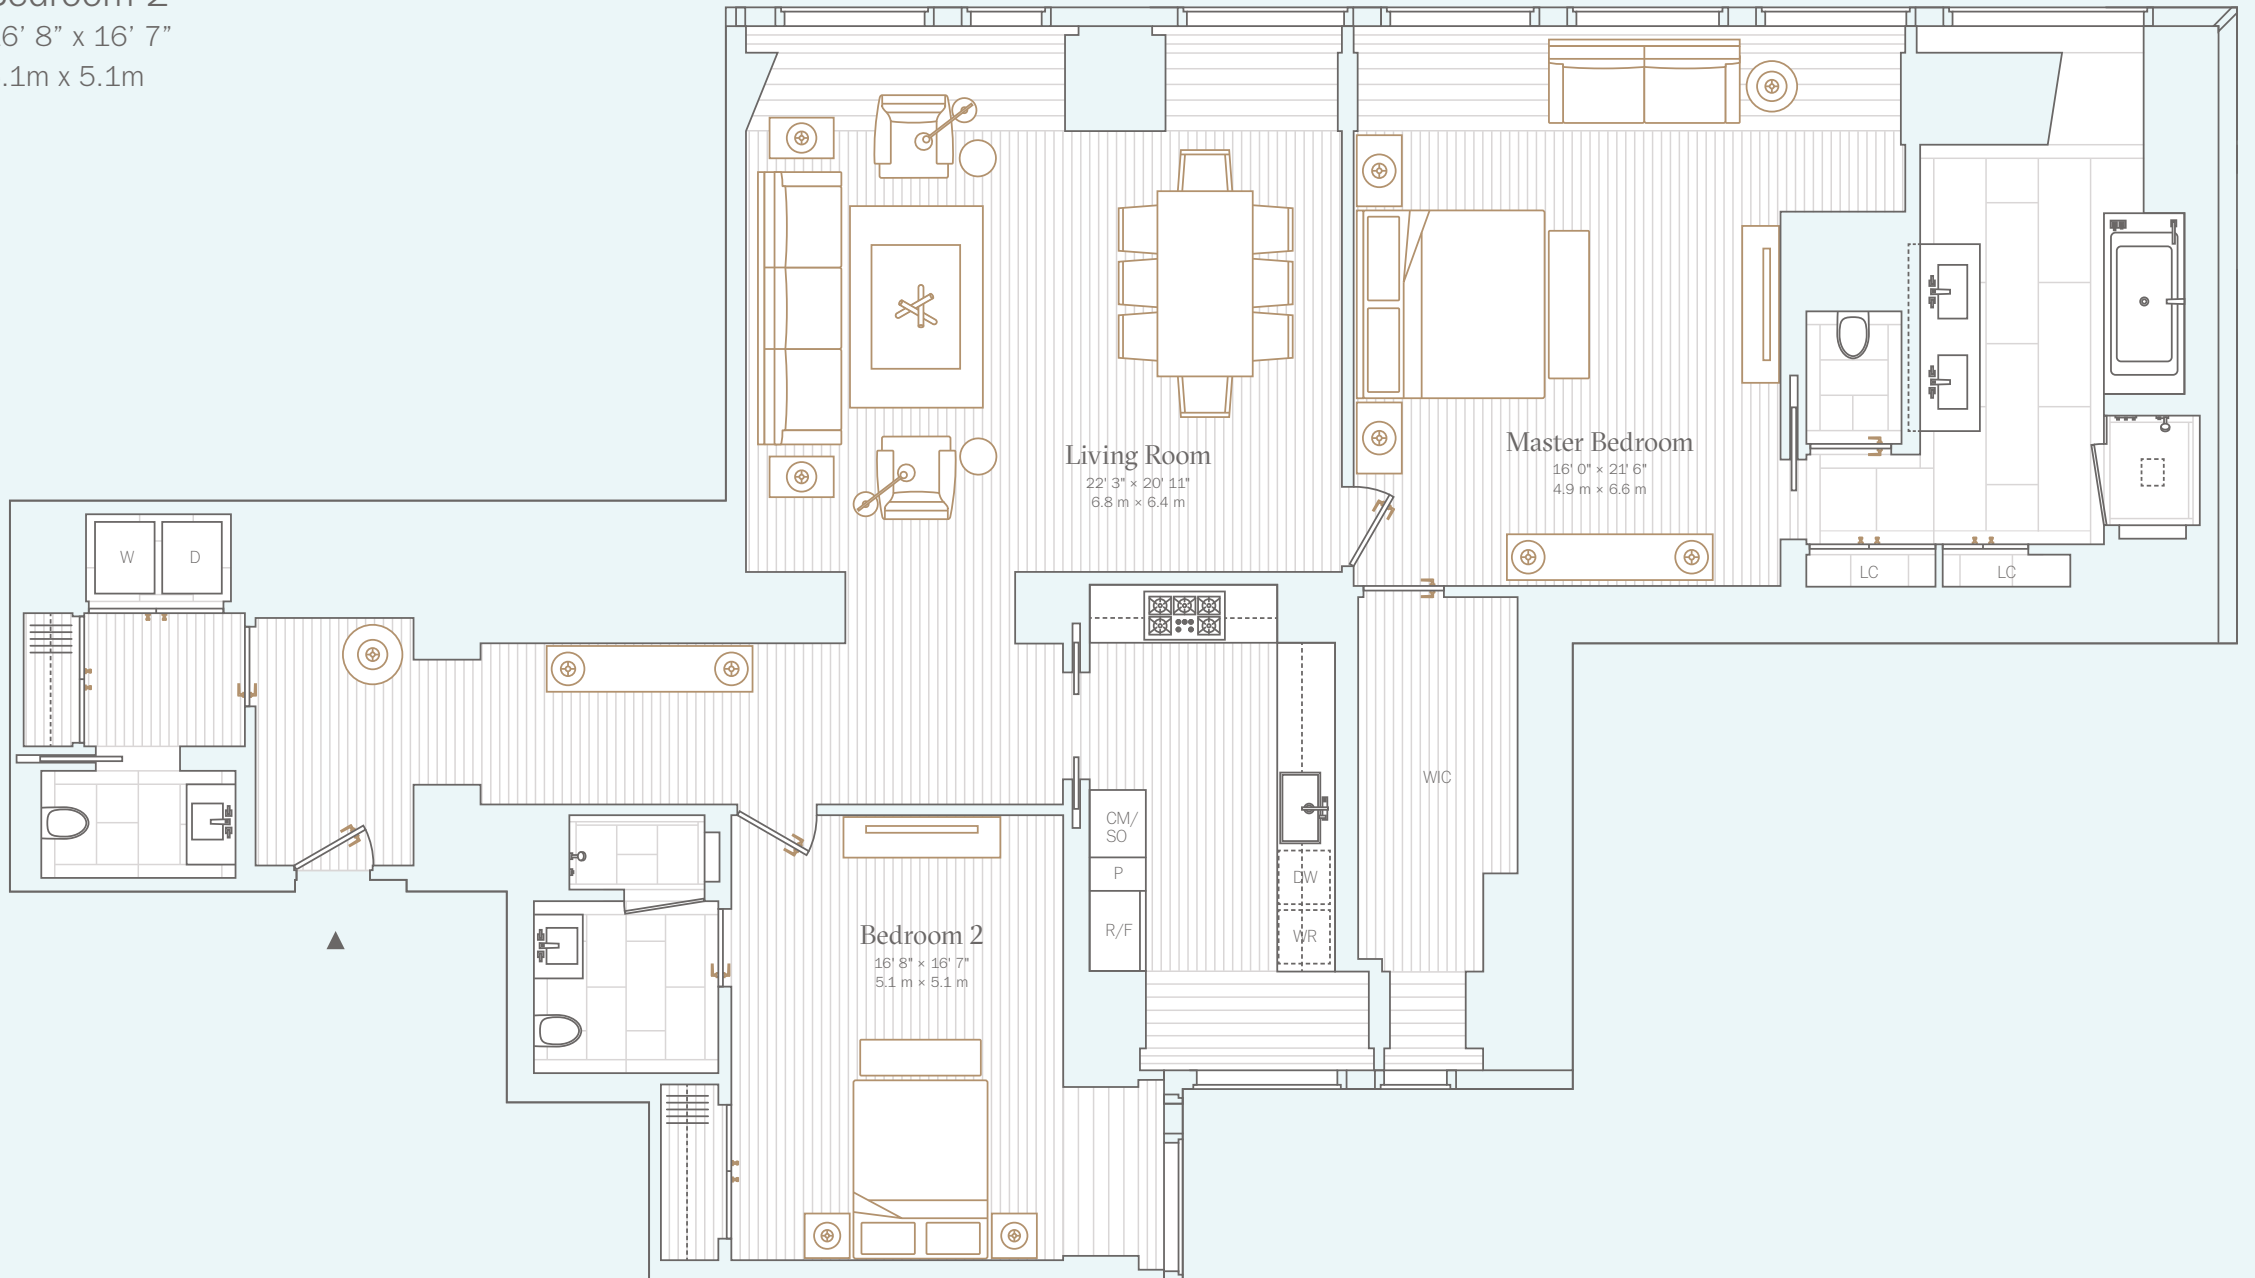 6’ 8” x 16’ 7”
.1m x 5.1m
Living Room
22' 3" × 20' 11"
6.8 m × 6.4 m
Master Bedroom
16' 0" × 21' 6"
4.9 m × 6.6 m
W
D
LC
LC
WIC
CM/
SO
P
R/F
DW
WR
Bedroom 2
16' 8" × 16' 7"
5.1 m × 5.1 m